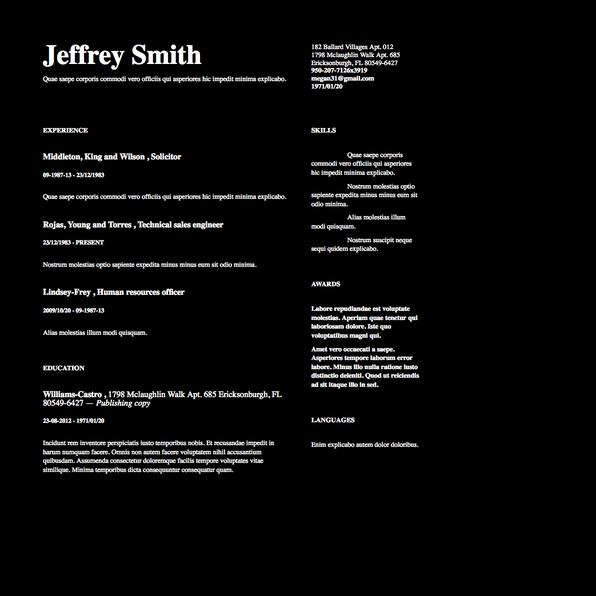 Jeffrey Smith
Quae saepe corporis commodi vero officiis qui asperiores hic impedit minima explicabo.
182 Ballard Villages Apt. 012
1798 Mclaughlin Walk Apt. 685
Ericksonburgh, FL 80549-6427
950-207-7126x3919
megan31@gmail.com
1971/01/20
EXPERIENCE
Middleton, King and Wilson , Solicitor
09-1987-13 - 23/12/1983
Quae saepe corporis commodi vero officiis qui asperiores hic impedit minima explicabo.
Rojas, Young and Torres , Technical sales engineer
23/12/1983 - PRESENT
Nostrum molestias optio sapiente expedita minus minus eum sit odio minima.
Lindsey-Frey , Human resources officer
2009/10/20 - 09-1987-13
Alias molestias illum modi quisquam.
EDUCATION
Williams-Castro , 1798 Mclaughlin Walk Apt. 685 Ericksonburgh, FL
80549-6427 — Publishing copy
23-08-2012 - 1971/01/20
Incidunt rem inventore perspiciatis iusto temporibus nobis. Et recusandae impedit in
harum numquam facere. Omnis non autem facere voluptatem nihil accusantium
quibusdam. Assumenda consectetur doloremque facilis tempore voluptates vitae
similique. Minima temporibus dicta consequuntur consequatur quam.
SKILLS
Quae saepe corporis
commodi vero officiis qui asperiores
hic impedit minima explicabo.
Nostrum molestias optio
sapiente expedita minus minus eum sit
odio minima.
Alias molestias illum
modi quisquam.
Nostrum suscipit neque
sequi quidem explicabo.
AWARDS
Labore repudiandae est voluptate
molestias. Aperiam quae tenetur qui
laboriosam dolore. Iste quo
voluptatibus magni qui.
Amet vero occaecati a saepe.
Asperiores tempore laborum error
labore. Minus illo nulla ratione iusto
distinctio deleniti. Quod ut reiciendis
ad sit itaque illo in sed.
LANGUAGES
Enim explicabo autem dolor doloribus.